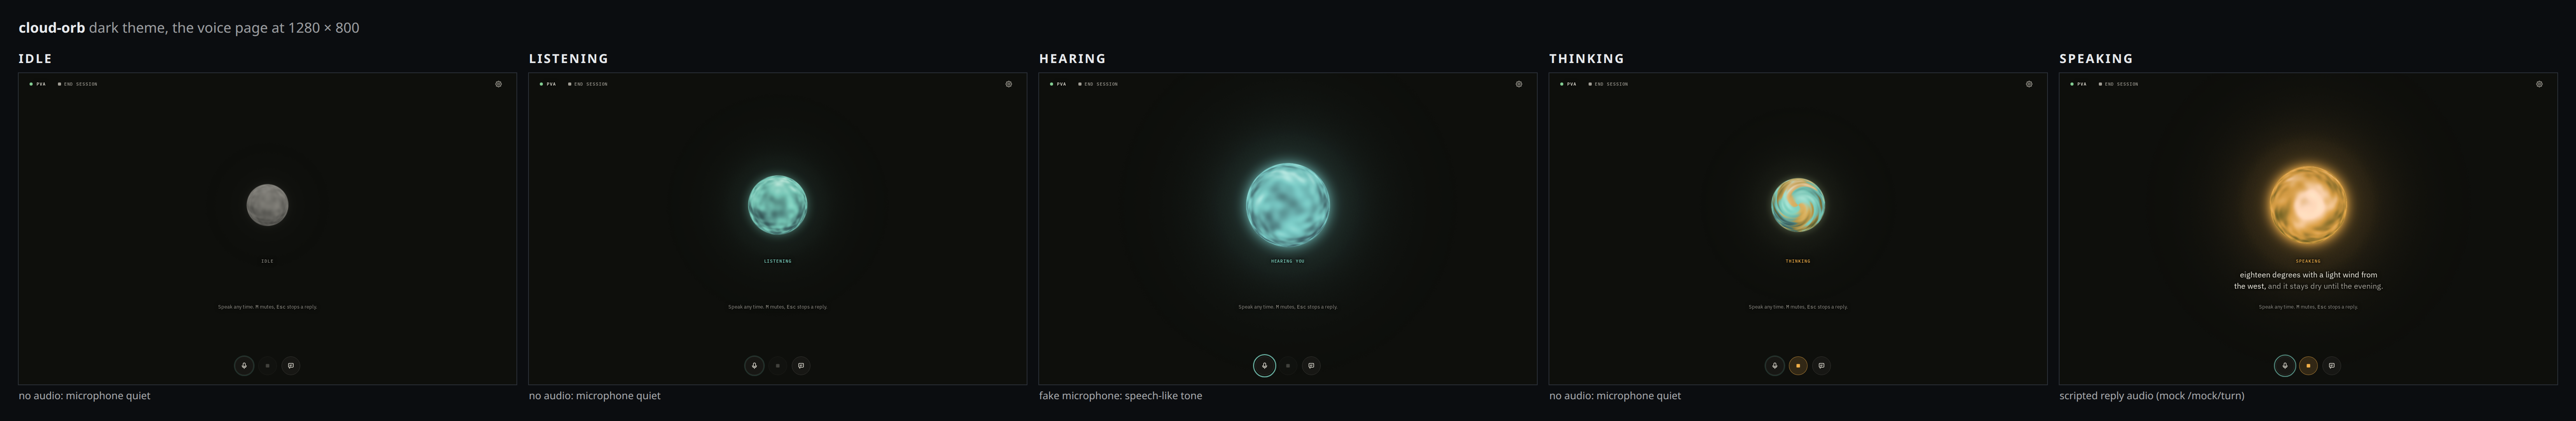 cloud-orb dark theme, the voice page at 1280 × 800
IDLE
PVA END SESSION
IDLE
Speak any time. M mutes, Esc stops a reply.
no audio: microphone quiet
LISTENING
PVA END SESSION
LISTENING
Speak any time. M mutes, Esc stops a reply.
no audio: microphone quiet
HEARING
PVA END SESSION
HEARING YOU
Speak any time. M mutes, Esc stops a reply.
fake microphone: speech-like tone
THINKING
PVA END SESSION
THINKING
Speak any time. M mutes, Esc stops a reply.
no audio: microphone quiet
SPEAKING
PVA END SESSION
SPEAKING
eighteen degrees with a light wind from
the west, and it stays dry until the evening.
Speak any time. M mutes, Esc stops a reply.
scripted reply audio (mock /mock/turn)